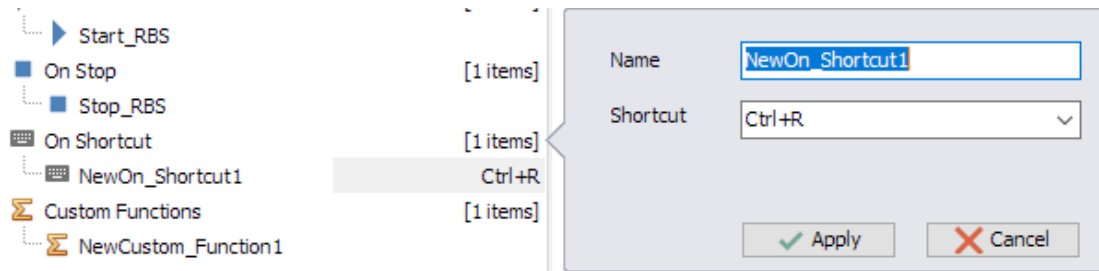 Start_RBS
On Stop [1 items]
Stop_RBS
On Shortcut [1 items]
NewOn_Shortcut1 Ctrl+R
Custom Functions [1 items]
NewCustom_Function1
Name NewOn_Shortcut1
Shortcut Ctrl+R
Apply Cancel